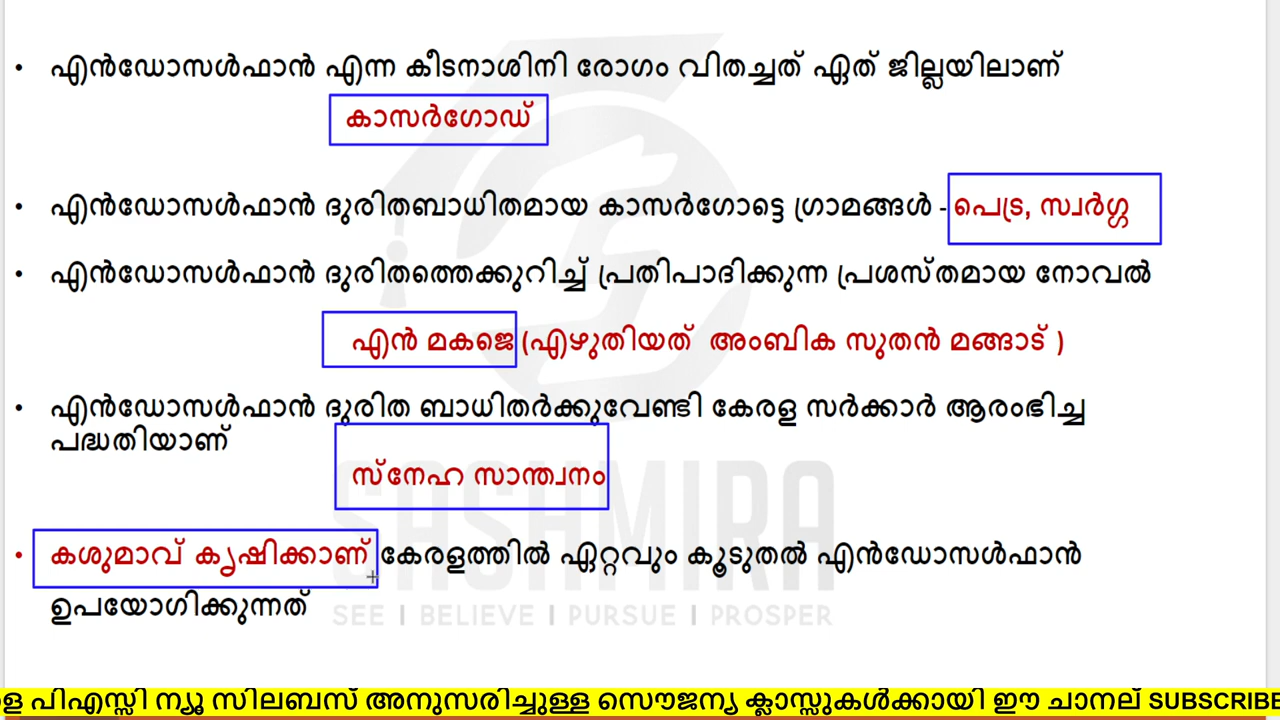 • എൻഡോസൾഫാൻ എന്ന കീടനാശിനി രോഗം വിതച്ചത് ഏത് ജില്ലയിലാണ്
കാസർഗോഡ്
• എൻഡോസൾഫാൻ ദുരിതബാധിതമായ കാസർഗോട്ടെ ഗ്രാമങ്ങൾ - പെട്ര, സ്വർഗ്ഗ
• എൻഡോസൾഫാൻ ദുരിതത്തെക്കുറിച്ച് പ്രതിപാദിക്കുന്ന പ്രശസ്തമായ നോവൽ
എൻ മകജെ (എഴുതിയത് അംബിക സുതൻ മങ്ങാട് )
• എൻഡോസൾഫാൻ ദുരിത ബാധിതർക്കുവേണ്ടി കേരള സർക്കാർ ആരംഭിച്ച
പദ്ധതിയാണ്
സ്നേഹ സാന്ത്വനം
• കശുമാവ് കൃഷിക്കാണ് കേരളത്തിൽ ഏറ്റവും കൂടുതൽ എൻഡോസൾഫാൻ
ഉപയോഗിക്കുന്നത്
SASHMIRA
SEE | BELIEVE | PURSUE | PROSPER
ള പിഎസ്സി ന്യൂ സിലബസ് അനുസരിച്ചുള്ള സൌജന്യ ക്ലാസ്സുകൾക്കായി ഈ ചാനല് SUBSCRIBE